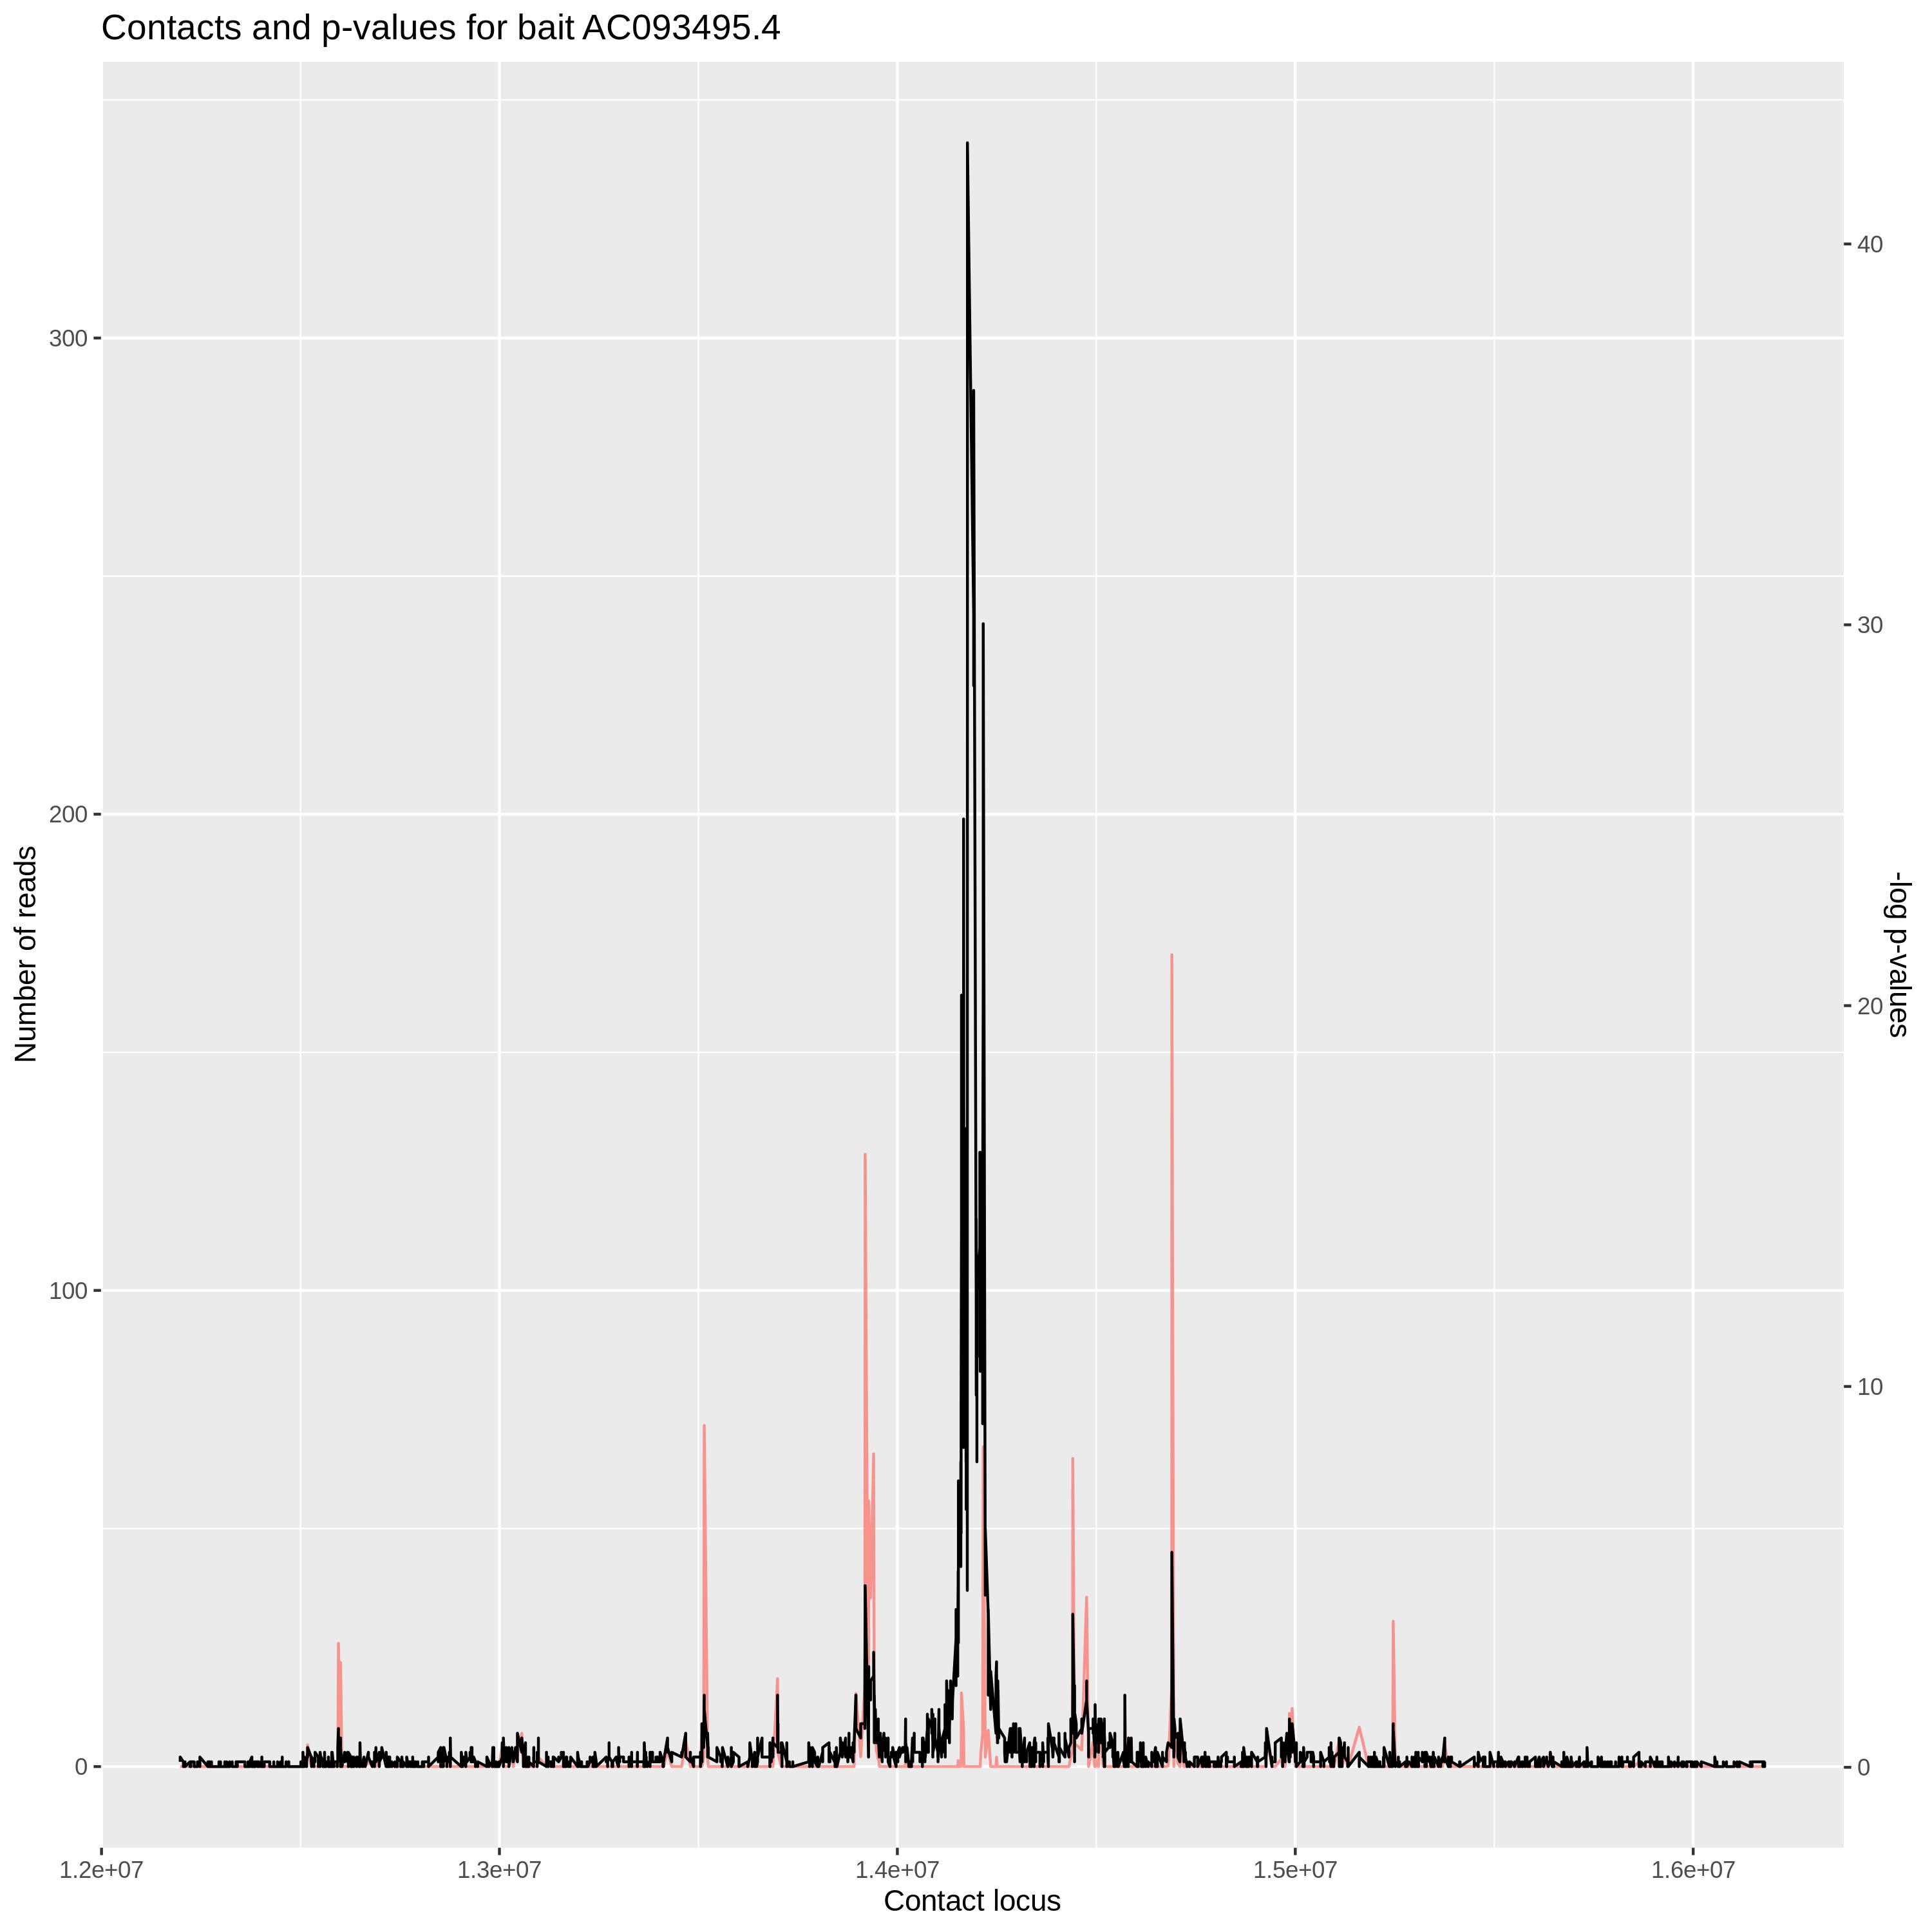 Contacts and p-values for bait AC093495.4
300
200
100
0
Number of reads
40
30
20
10
0
-log p-values
1.2e+07
1.3e+07
1.4e+07
1.5e+07
1.6e+07
Contact locus